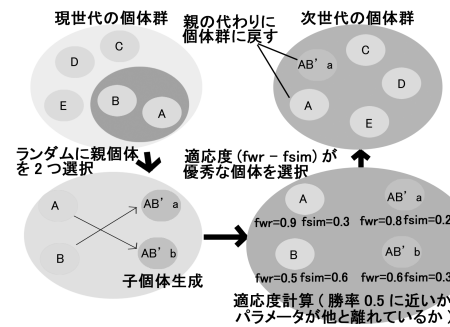 現世代の個体群
C
D
B
A
E
ランダムに親個体
を２つ選択
A
B
AB’a
AB’b
子個体生成
親の代わりに
個体群に戻す
次世代の個体群
AB’a
C
D
A
E
適応度(fwr－fsim)が
優秀な個体を選択
A
fwr=0.9 fsim=0.3
AB’a
fwr=0.8 fsim=0.2
B
fwr=0.5 fsim=0.6
AB’b
fwr=0.6 fsim=0.3
適応度計算(勝率0.5に近いか
パラメータが他と離れているか)